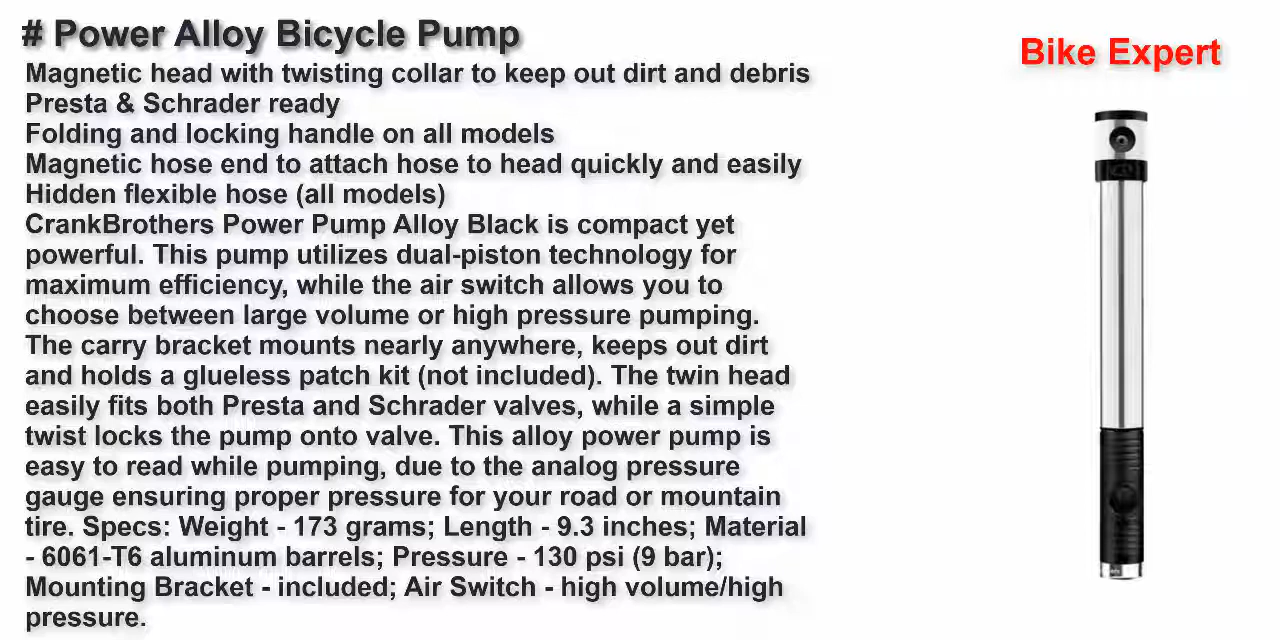 # Power Alloy Bicycle Pump
Bike Expert
Magnetic head with twisting collar to keep out dirt and debris
Presta & Schrader ready
Folding and locking handle on all models
Magnetic hose end to attach hose to head quickly and easily
Hidden flexible hose (all models)
CrankBrothers Power Pump Alloy Black is compact yet
powerful. This pump utilizes dual-piston technology for
maximum efficiency, while the air switch allows you to
choose between large volume or high pressure pumping.
The carry bracket mounts nearly anywhere, keeps out dirt
and holds a glueless patch kit (not included). The twin head
easily fits both Presta and Schrader valves, while a simple
twist locks the pump onto valve. This alloy power pump is
easy to read while pumping, due to the analog pressure
gauge ensuring proper pressure for your road or mountain
tire. Specs: Weight - 173 grams; Length - 9.3 inches; Material
- 6061-T6 aluminum barrels; Pressure - 130 psi (9 bar);
Mounting Bracket - included; Air Switch - high volume/high
pressure.